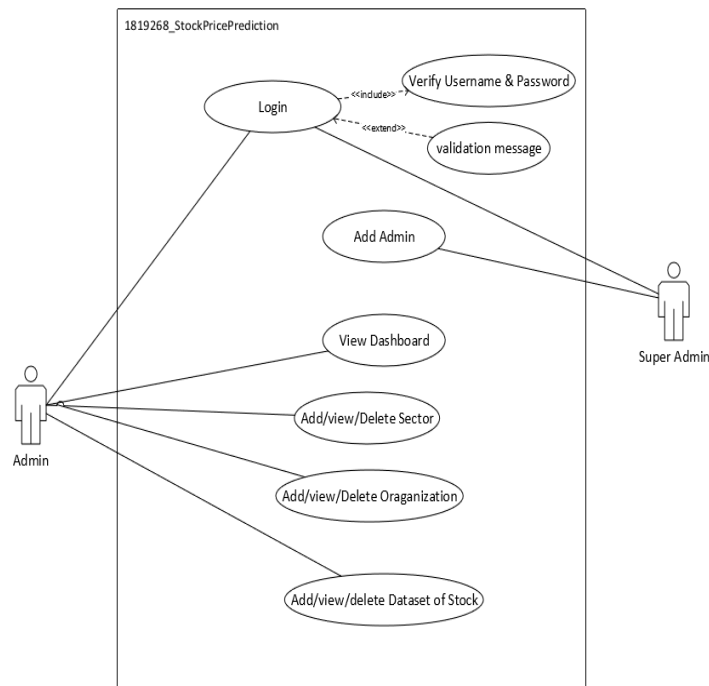 1819268_StockPricePrediction
Verify Username & Password
<<include>>
Login
<<extend>>
validation message
Add Admin
View Dashboard
Super Admin
Add/view/Delete Sector
Admin
Add/view/Delete Oraganization
Add/view/delete Dataset of Stock